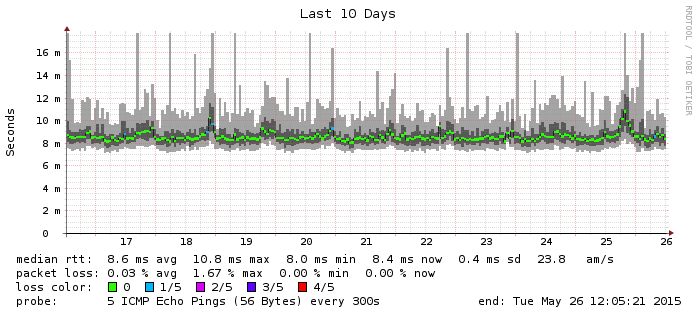 Last 10 Days
RRDTOOL / TOBI OETIKER
Seconds
16 m
14 m
12 m
10 m
8 m
6 m
4 m
2 m
0
17 18 19 20 21 22 23 24 25 26
median rtt: 8.6 ms avg 10.8 ms max 8.0 ms min 8.4 ms now 0.4 ms sd 23.8 am/s
packet loss: 0.03 % avg 1.67 % max 0.00 % min 0.00 % now
loss color: 0 1/5 2/5 3/5 4/5
probe: 5 ICMP Echo Pings (56 Bytes) every 300s end: Tue May 26 12:05:21 2015